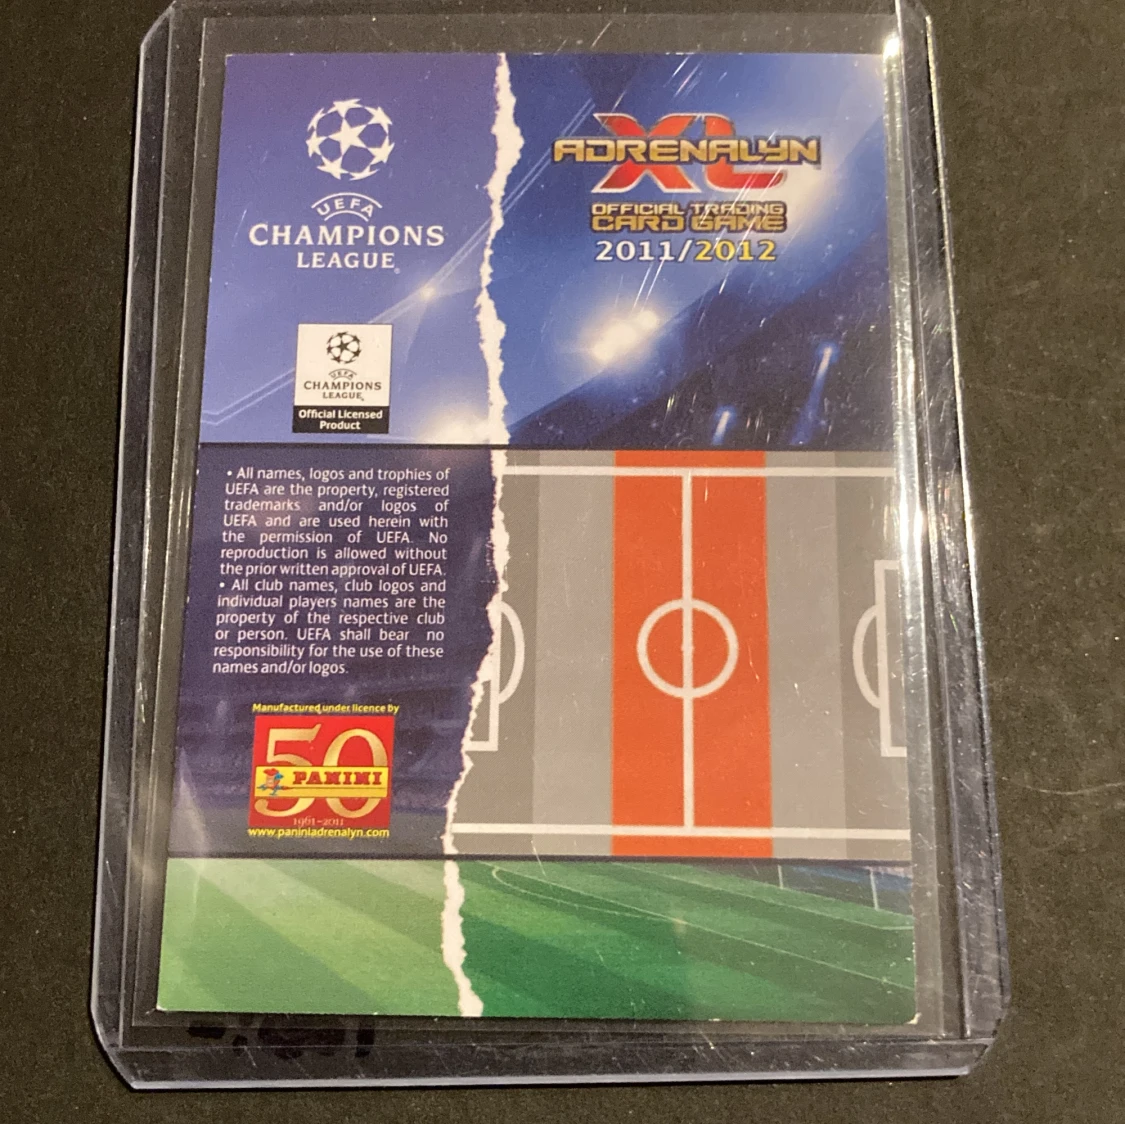 UEFA
CHAMPIONS
LEAGUE®
ADRENALYN
XL
OFFICIAL TRADING
CARD GAME
2011/2012
UEFA
CHAMPIONS
LEAGUE®
Official Licensed
Product
• All names, logos and trophies of
UEFA are the property, registered
trademarks and/or logos of
UEFA and are used herein with
the permission of UEFA. No
reproduction is allowed without
the prior written approval of UEFA.
• All club names, club logos and
individual players names are the
property of the respective club
or person. UEFA shall bear no
responsibility for the use of these
names and/or logos.
Manufactured under licence by
50
PANINI
1961-2011
www.paniniadrenalyn.com